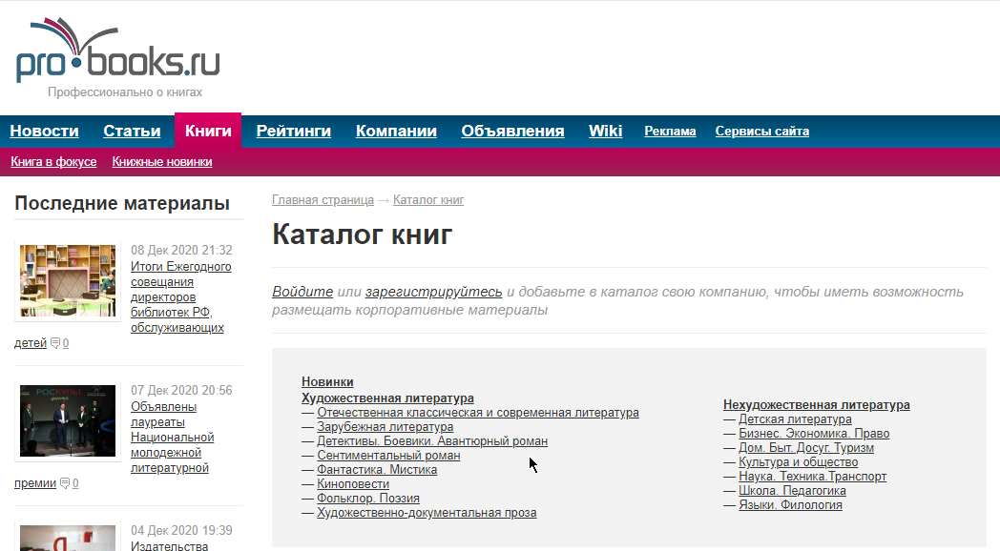 pro books.ru
Профессионально о книгах
Новости Статьи Книги Рейтинги Компании Объявления Wiki Реклама Сервисы сайта
Книга в фокусе Книжные новинки
Последние материалы
08 Дек 2020 21:32
Итоги Ежегодного
совещания
директоров
библиотек РФ,
обслуживающих
детей 0
РОСКУЛЬТ
07 Дек 2020 20:56
Объявлены
лауреаты
Национальной
молодежной
литературной
премии 0
04 Дек 2020 19:39
Издательства
Главная страница → Каталог книг
Каталог книг
Войдите или зарегистрируйтесь и добавьте в каталог свою компанию, чтобы иметь возможность
размещать корпоративные материалы
Новинки
Художественная литература
— Отечественная классическая и современная литература
— Зарубежная литература
— Детективы. Боевики. Авантюрный роман
— Сентиментальный роман
— Фантастика. Мистика
— Киноповести
— Фольклор. Поэзия
— Художественно-документальная проза
Нехудожественная литература
— Детская литература
— Бизнес. Экономика. Право
— Дом. Быт. Досуг. Туризм
— Культура и общество
— Наука. Техника.Транспорт
— Школа. Педагогика
— Языки. Филология